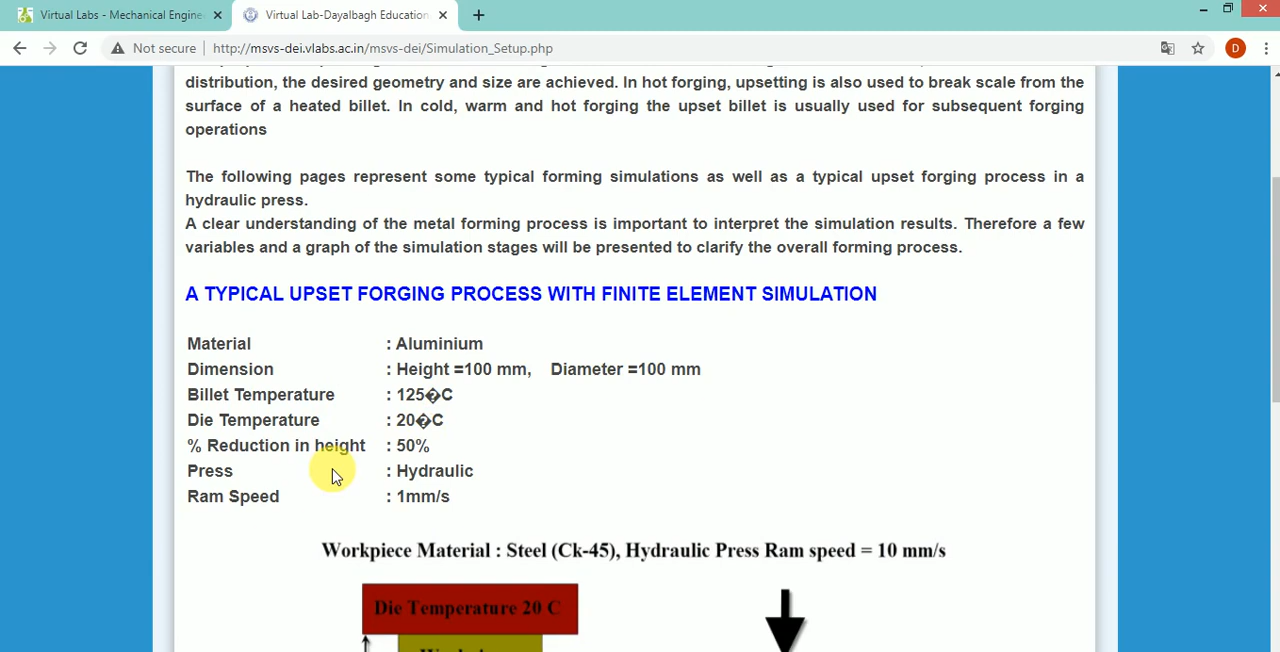 Virtual Labs - Mechanical Engine
Virtual Lab-Dayalbagh Education
Not secure
http://msvs-dei.vlabs.ac.in/msvs-dei/Simulation_Setup.php
D
distribution, the desired geometry and size are achieved. In hot forging, upsetting is also used to break scale from the
surface of a heated billet. In cold, warm and hot forging the upset billet is usually used for subsequent forging
operations
The following pages represent some typical forming simulations as well as a typical upset forging process in a
hydraulic press.
A clear understanding of the metal forming process is important to interpret the simulation results. Therefore a few
variables and a graph of the simulation stages will be presented to clarify the overall forming process.
A TYPICAL UPSET FORGING PROCESS WITH FINITE ELEMENT SIMULATION
Material : Aluminium
Dimension : Height =100 mm, Diameter =100 mm
Billet Temperature : 125�C
Die Temperature : 20�C
% Reduction in height : 50%
Press : Hydraulic
Ram Speed : 1mm/s
Workpiece Material : Steel (Ck-45), Hydraulic Press Ram speed = 10 mm/s
Die Temperature 20 C